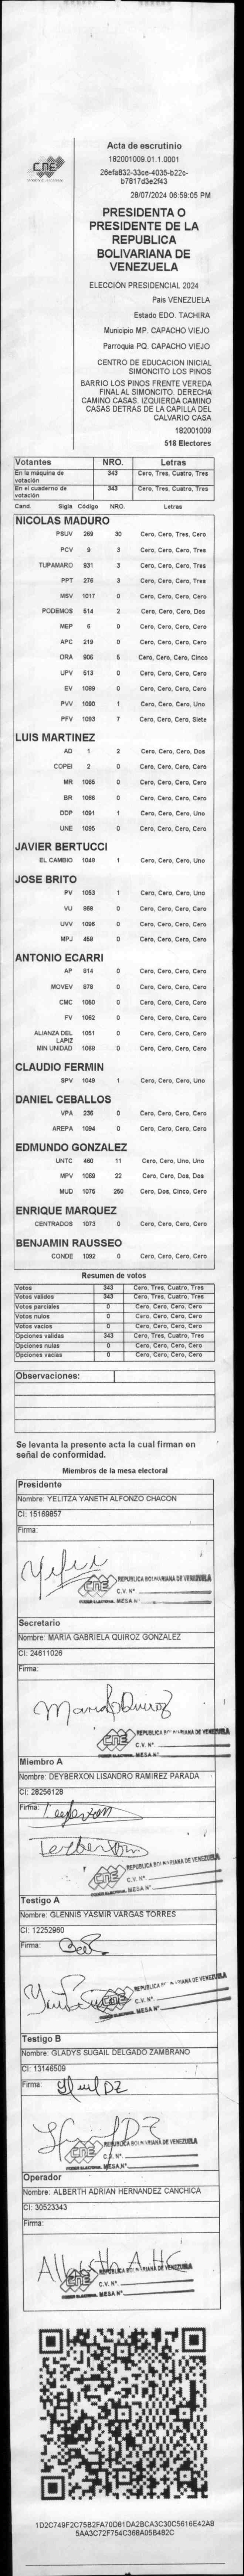 CNE
Acta de escrutinio
182001009.01.1.0001
26efa832-33ce-4035-b22c-
b7817d3e2f43
28/07/2024 06:59:05 PM
PRESIDENTA O
PRESIDENTE DE LA
REPUBLICA
BOLIVARIANA DE
VENEZUELA
ELECCIÓN PRESIDENCIAL 2024
País VENEZUELA
Estado EDO. TACHIRA
Municipio MP. CAPACHO VIEJO
Parroquia PQ. CAPACHO VIEJO
CENTRO DE EDUCACION INICIAL
SIMONCITO LOS PINOS
BARRIO LOS PINOS FRENTE VEREDA
FINAL AL SIMONCITO. DERECHA
CAMINO CASAS. IZQUIERDA CAMINO
CASAS DETRAS DE LA CAPILLA DEL
CALVARIO CASA
182001009
518 Electores
Votantes NRO. Letras
En la máquina de votación 343 Cero, Tres, Cuatro, Tres
En el cuaderno de votación 343 Cero, Tres, Cuatro, Tres
Cand. Sigla Código NRO. Letras
NICOLAS MADURO
PSUV 269 30 Cero, Cero, Tres, Cero
PCV 9 3 Cero, Cero, Cero, Tres
TUPAMARO 931 3 Cero, Cero, Cero, Tres
PPT 276 3 Cero, Cero, Cero, Tres
MSV 1017 0 Cero, Cero, Cero, Cero
PODEMOS 514 2 Cero, Cero, Cero, Dos
MEP 6 0 Cero, Cero, Cero, Cero
APC 219 0 Cero, Cero, Cero, Cero
ORA 906 5 Cero, Cero, Cero, Cinco
UPV 513 0 Cero, Cero, Cero, Cero
EV 1099 0 Cero, Cero, Cero, Cero
PVV 1090 1 Cero, Cero, Cero, Uno
PFV 1093 7 Cero, Cero, Cero, Siete
LUIS MARTINEZ
AD 1 2 Cero, Cero, Cero, Dos
COPEI 2 0 Cero, Cero, Cero, Cero
MR 1065 0 Cero, Cero, Cero, Cero
BR 1066 0 Cero, Cero, Cero, Cero
DDP 1091 1 Cero, Cero, Cero, Uno
UNE 1095 0 Cero, Cero, Cero, Cero
JAVIER BERTUCCI
EL CAMBIO 1048 1 Cero, Cero, Cero, Uno
JOSE BRITO
PV 1053 1 Cero, Cero, Cero, Uno
VU 868 0 Cero, Cero, Cero, Cero
UVV 1096 0 Cero, Cero, Cero, Cero
MPJ 459 0 Cero, Cero, Cero, Cero
ANTONIO ECARRI
AP 814 0 Cero, Cero, Cero, Cero
MOVEV 878 0 Cero, Cero, Cero, Cero
CMC 1060 0 Cero, Cero, Cero, Cero
FV 1062 0 Cero, Cero, Cero, Cero
ALIANZA DEL LAPIZ 1051 0 Cero, Cero, Cero, Cero
MIN UNIDAD 1068 0 Cero, Cero, Cero, Cero
CLAUDIO FERMIN
SPV 1049 1 Cero, Cero, Cero, Uno
DANIEL CEBALLOS
VPA 236 0 Cero, Cero, Cero, Cero
AREPA 1094 0 Cero, Cero, Cero, Cero
EDMUNDO GONZALEZ
UNTC 460 11 Cero, Cero, Uno, Uno
MPV 1069 22 Cero, Cero, Dos, Dos
MUD 1075 250 Cero, Dos, Cinco, Cero
ENRIQUE MARQUEZ
CENTRADOS 1073 0 Cero, Cero, Cero, Cero
BENJAMIN RAUSSEO
CONDE 1092 0 Cero, Cero, Cero, Cero
Resumen de votos
Votos 343 Cero, Tres, Cuatro, Tres
Votos validos 343 Cero, Tres, Cuatro, Tres
Votos parciales 0 Cero, Cero, Cero, Cero
Votos nulos 0 Cero, Cero, Cero, Cero
Votos vacios 0 Cero, Cero, Cero, Cero
Opciones validas 343 Cero, Tres, Cuatro, Tres
Opciones nulas 0 Cero, Cero, Cero, Cero
Opciones vacias 0 Cero, Cero, Cero, Cero
Observaciones:
Se levanta la presente acta la cual firman en
señal de conformidad.
Miembros de la mesa electoral
Presidente
Nombre: YELITZA YANETH ALFONZO CHACON
CI: 15169857
Firma:
CNE REPUBLICA BOLIVARIANA DE VENEZUELA
C.V. N°.
PODER ELECTORAL MESA N°.
Secretario
Nombre: MARIA GABRIELA QUIROZ GONZALEZ
CI: 24611026
Firma:
Maria Quiroz
CNE REPUBLICA BOLIVARIANA DE VENEZUELA
C.V. N°.
PODER ELECTORAL MESA N°.
Miembro A
Nombre: DEYBERXON LISANDRO RAMIREZ PARADA
CI: 28256128
Firma:
CNE REPUBLICA BOLIVARIANA DE VENEZUELA
C.V. N°.
PODER ELECTORAL MESA N°.
Testigo A
Nombre: GLENNIS YASMIR VARGAS TORRES
CI: 12252960
Firma:
CNE REPUBLICA BOLIVARIANA DE VENEZUELA
C.V. N°.
PODER ELECTORAL MESA N°.
Testigo B
Nombre: GLADYS SUGAIL DELGADO ZAMBRANO
CI: 13146509
Firma:
CNE REPUBLICA BOLIVARIANA DE VENEZUELA
C.V. N°.
PODER ELECTORAL MESA N°.
Operador
Nombre: ALBERTH ADRIAN HERNANDEZ CANCHICA
CI: 30523343
Firma:
Alberth A. HC
CNE REPUBLICA BOLIVARIANA DE VENEZUELA
C.V. N°.
PODER ELECTORAL MESA N°.
1D2C749F2C75B2FA70D81DA2BCA3C30C5616E42A8
5AA3C72F754C368A05B482C